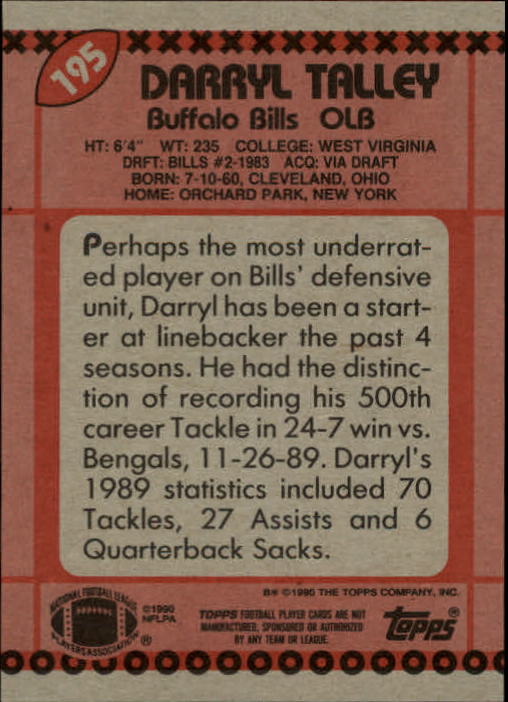 195
DARRYL TALLEY
Buffalo Bills OLB
HT: 6'4" WT: 235 COLLEGE: WEST VIRGINIA
DRFT: BILLS #2-1983 ACQ: VIA DRAFT
BORN: 7-10-60, CLEVELAND, OHIO
HOME: ORCHARD PARK, NEW YORK
Perhaps the most underrat-
ed player on Bills' defensive
unit, Darryl has been a start-
er at linebacker the past 4
seasons. He had the distinc-
tion of recording his 500th
career Tackle in 24-7 win vs.
Bengals, 11-26-89. Darryl's
1989 statistics included 70
Tackles, 27 Assists and 6
Quarterback Sacks.
B* ©1990 THE TOPPS COMPANY, INC.
NATIONAL FOOTBALL LEAGUE
PLAYERS ASSOCIATION ®
©1990
NFLPA
TOPPS FOOTBALL PLAYER CARDS ARE NOT
MANUFACTURED, SPONSORED OR AUTHORIZED
BY ANY TEAM OR LEAGUE.
topps®